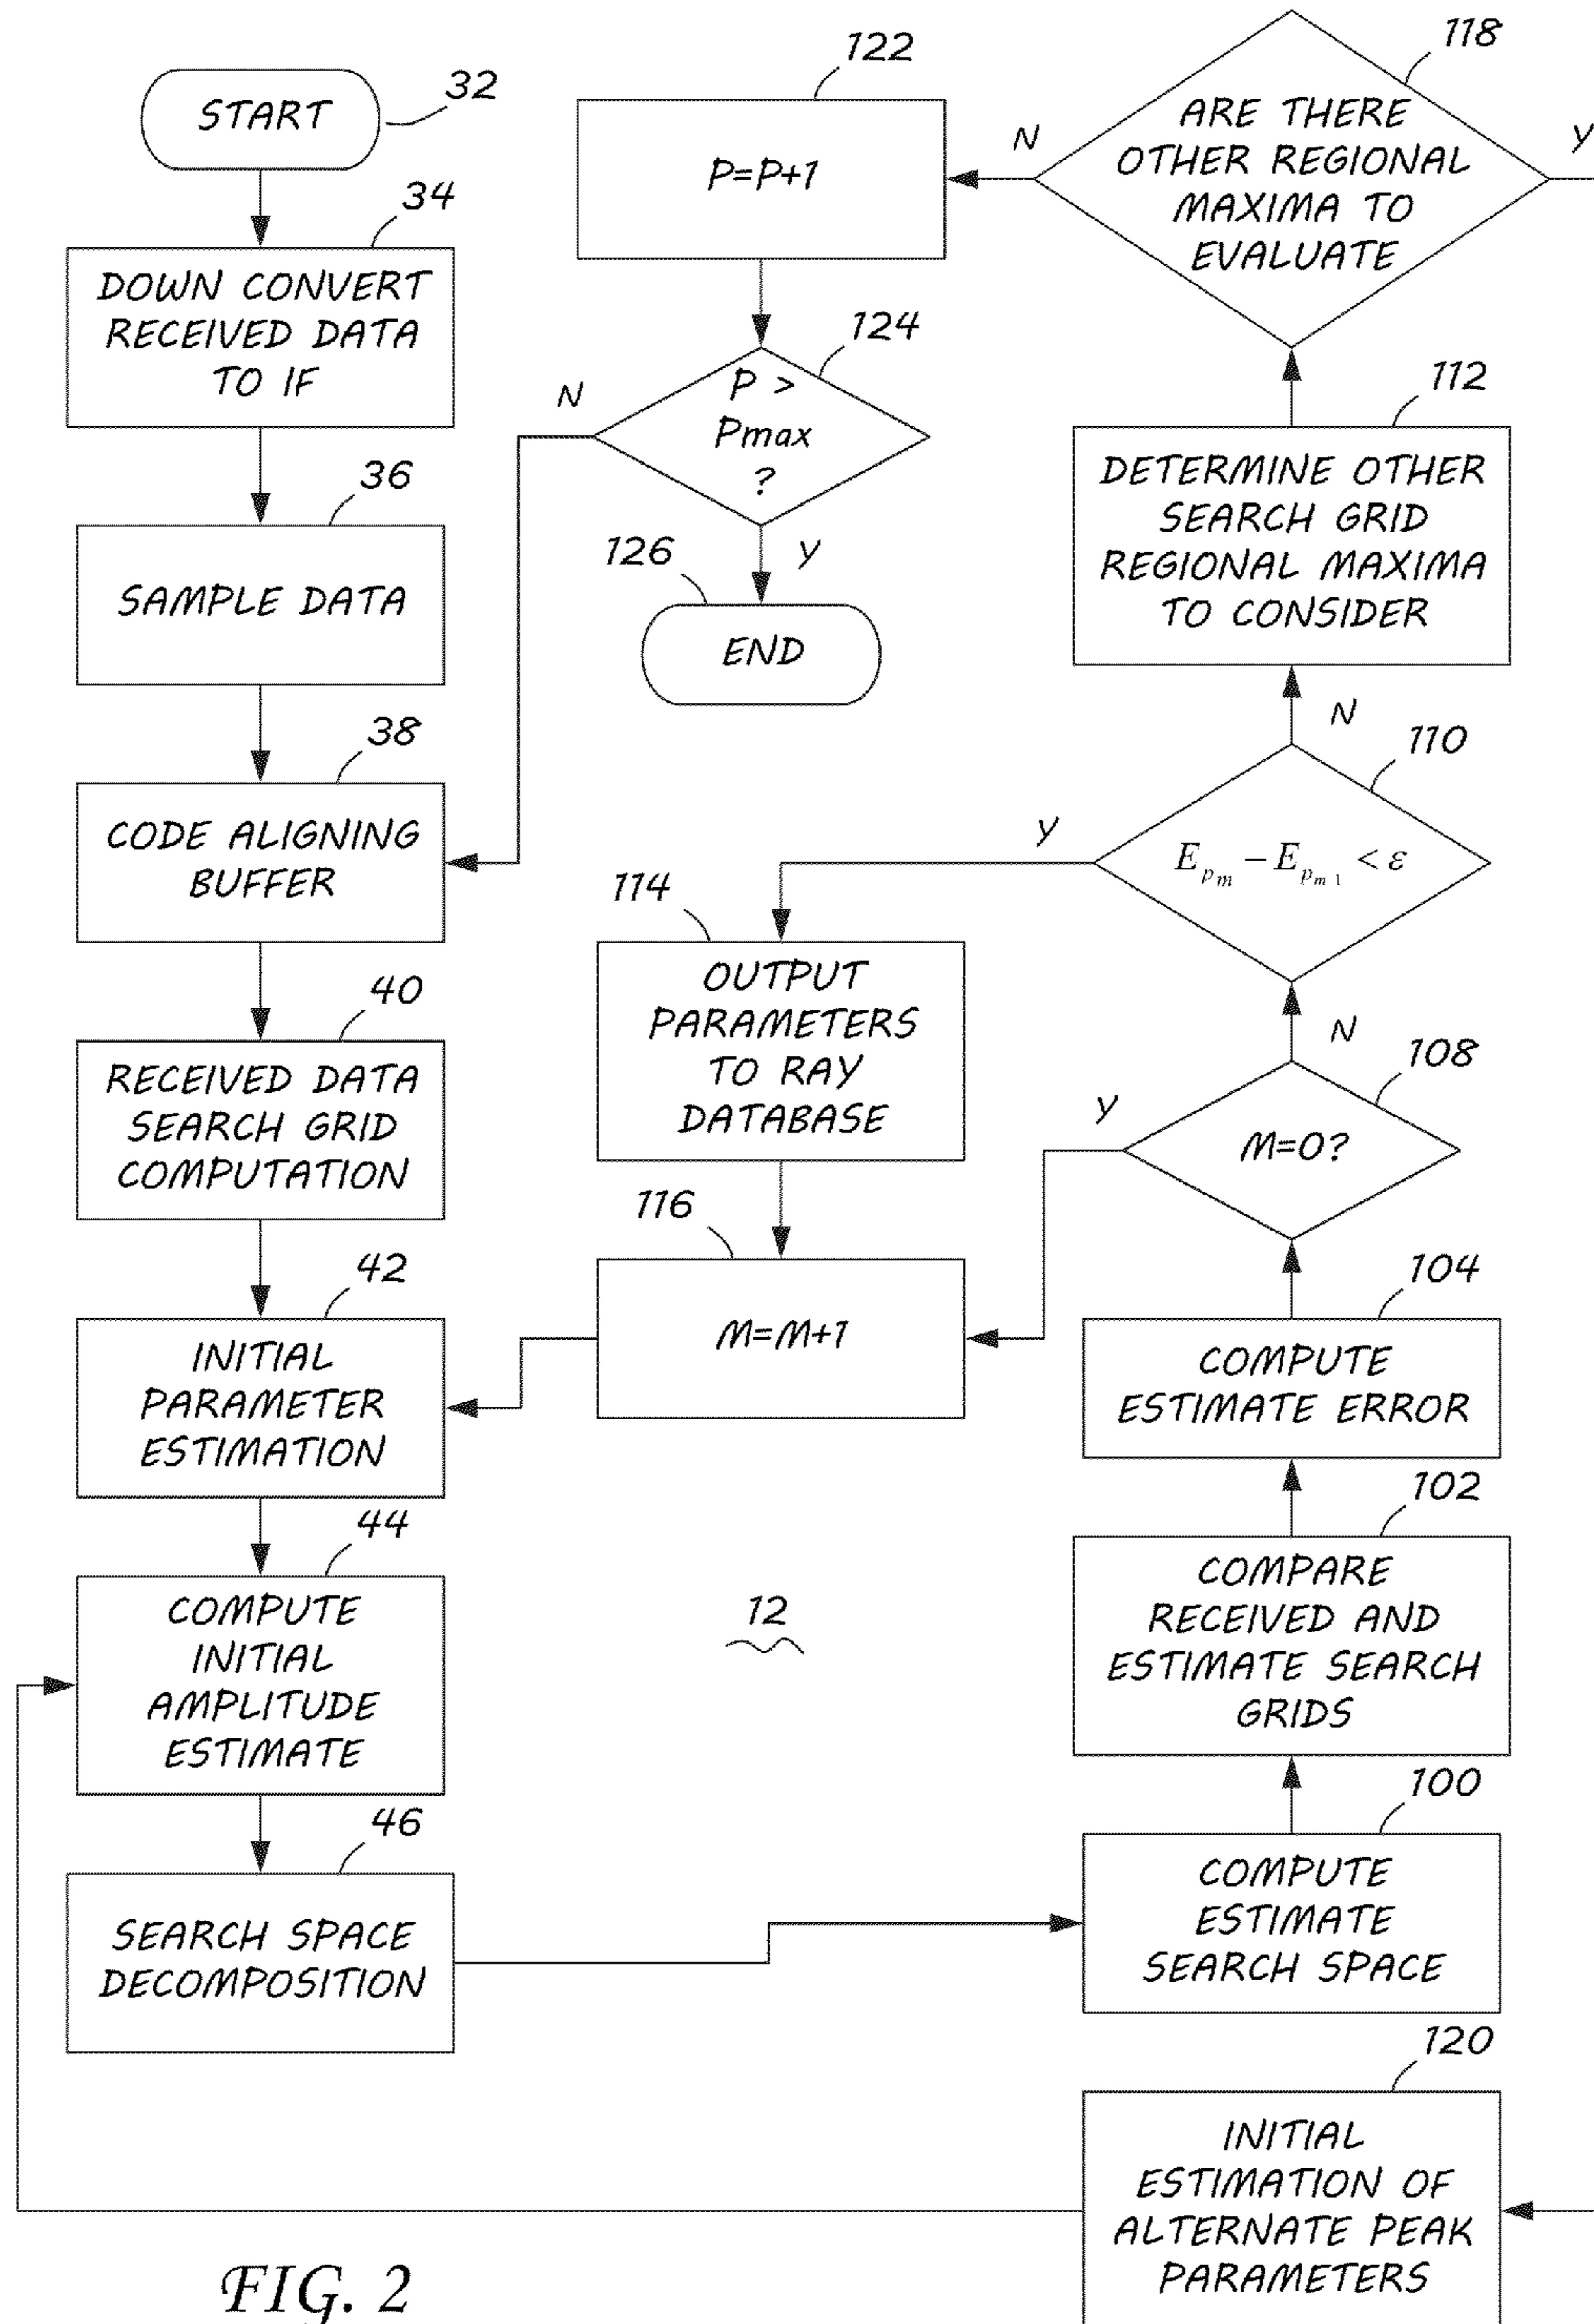 START
32
34
DOWN CONVERT
RECEIVED DATA
TO IF
36
SAMPLE DATA
38
CODE ALIGNING
BUFFER
40
RECEIVED DATA
SEARCH GRID
COMPUTATION
42
INITIAL
PARAMETER
ESTIMATION
44
COMPUTE
INITIAL
AMPLITUDE
ESTIMATE
46
SEARCH SPACE
DECOMPOSITION
122
P=P+1
124
P >
Pmax
?
N
Y
126
END
114
OUTPUT
PARAMETERS
TO RAY
DATABASE
116
M=M+1
12
118
ARE THERE
OTHER REGIONAL
MAXIMA TO
EVALUATE
N
Y
112
DETERMINE OTHER
SEARCH GRID
REGIONAL MAXIMA
TO CONSIDER
N
110
E_{p_m} − E_{p_{m 1}} < ε
Y
N
108
M=0?
Y
104
COMPUTE
ESTIMATE ERROR
102
COMPARE
RECEIVED AND
ESTIMATE SEARCH
GRIDS
100
COMPUTE
ESTIMATE
SEARCH SPACE
120
INITIAL
ESTIMATION OF
ALTERNATE PEAK
PARAMETERS
FIG. 2